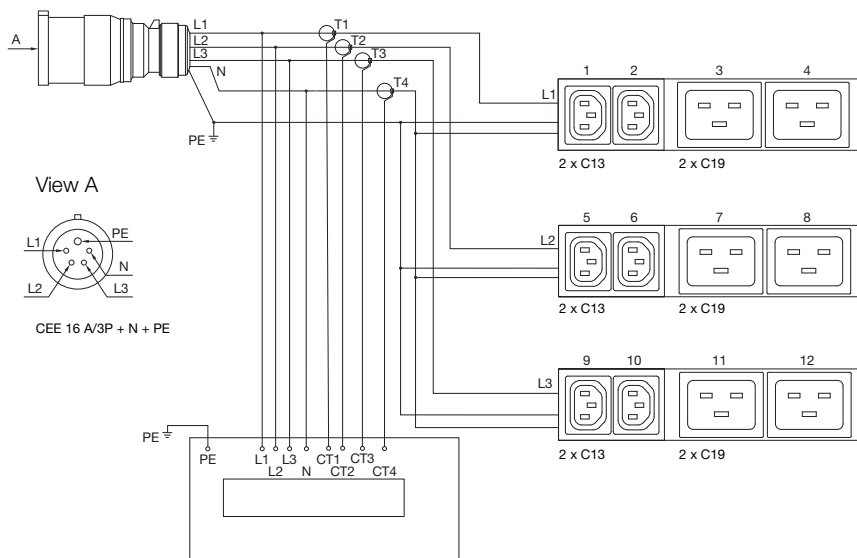 A
L1
L2
L3
N
PE
T1
T2
T3
T4
L1
1
2
3
4
2 x C13
2 x C19
View A
L1
PE
N
L2
L3
CEE 16 A/3P + N + PE
L2
5
6
7
8
2 x C13
2 x C19
L3
9
10
11
12
2 x C13
2 x C19
PE
PE
L1
L2
L3
N
CT1
CT2
CT3
CT4